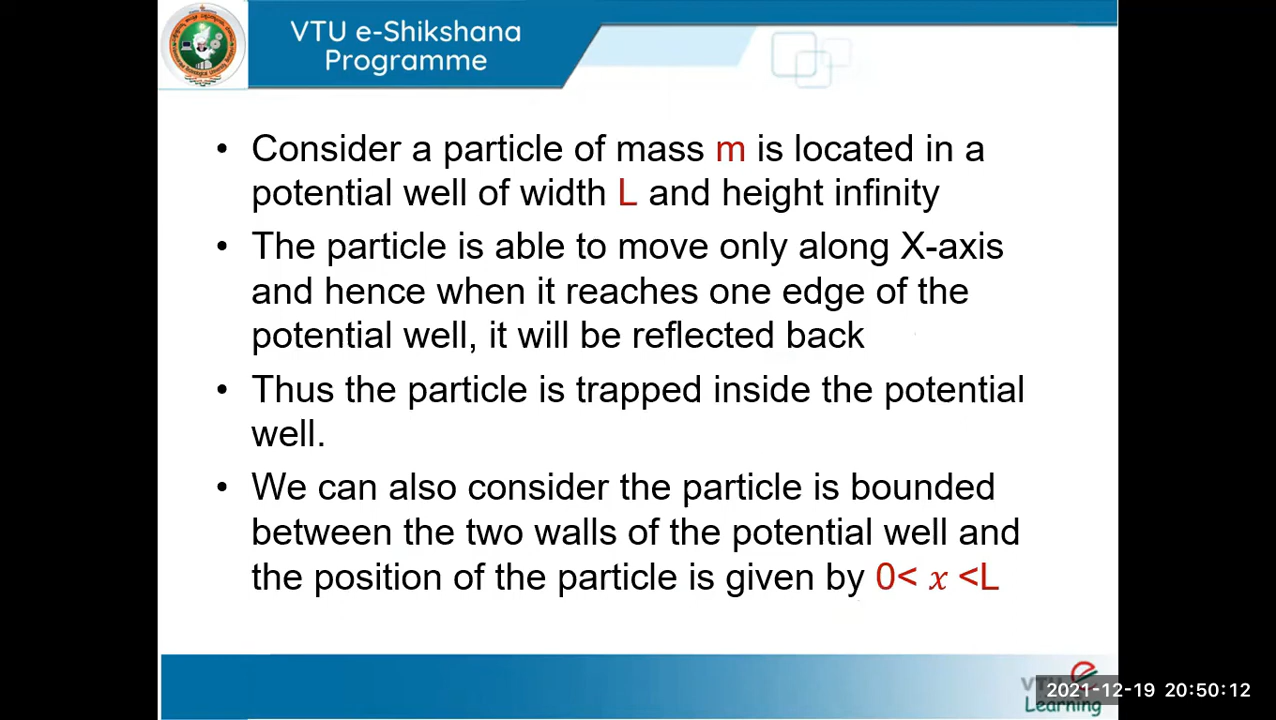 VTU e-Shikshana
Programme
• Consider a particle of mass m is located in a
potential well of width L and height infinity
• The particle is able to move only along X-axis
and hence when it reaches one edge of the
potential well, it will be reflected back
• Thus the particle is trapped inside the potential
well.
• We can also consider the particle is bounded
between the two walls of the potential well and
the position of the particle is given by 0< 𝑥 <L
VTU e
Learning
2021-12-19 20:50:12